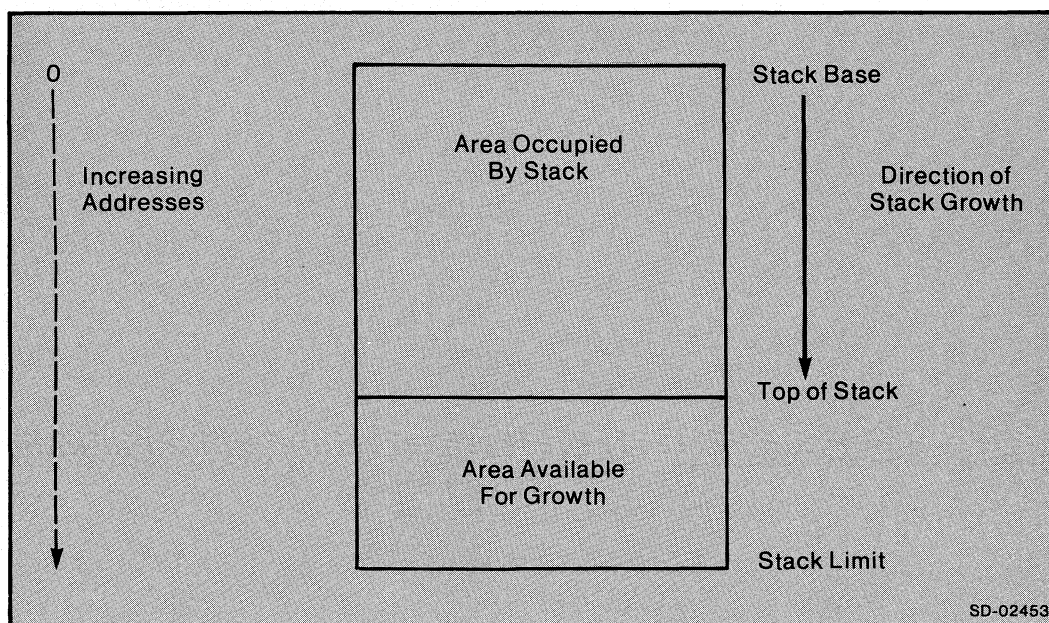 0
Stack Base
Area Occupied
By Stack
Increasing
Addresses
Direction of
Stack Growth
Top of Stack
Area Available
For Growth
Stack Limit
SD-02453